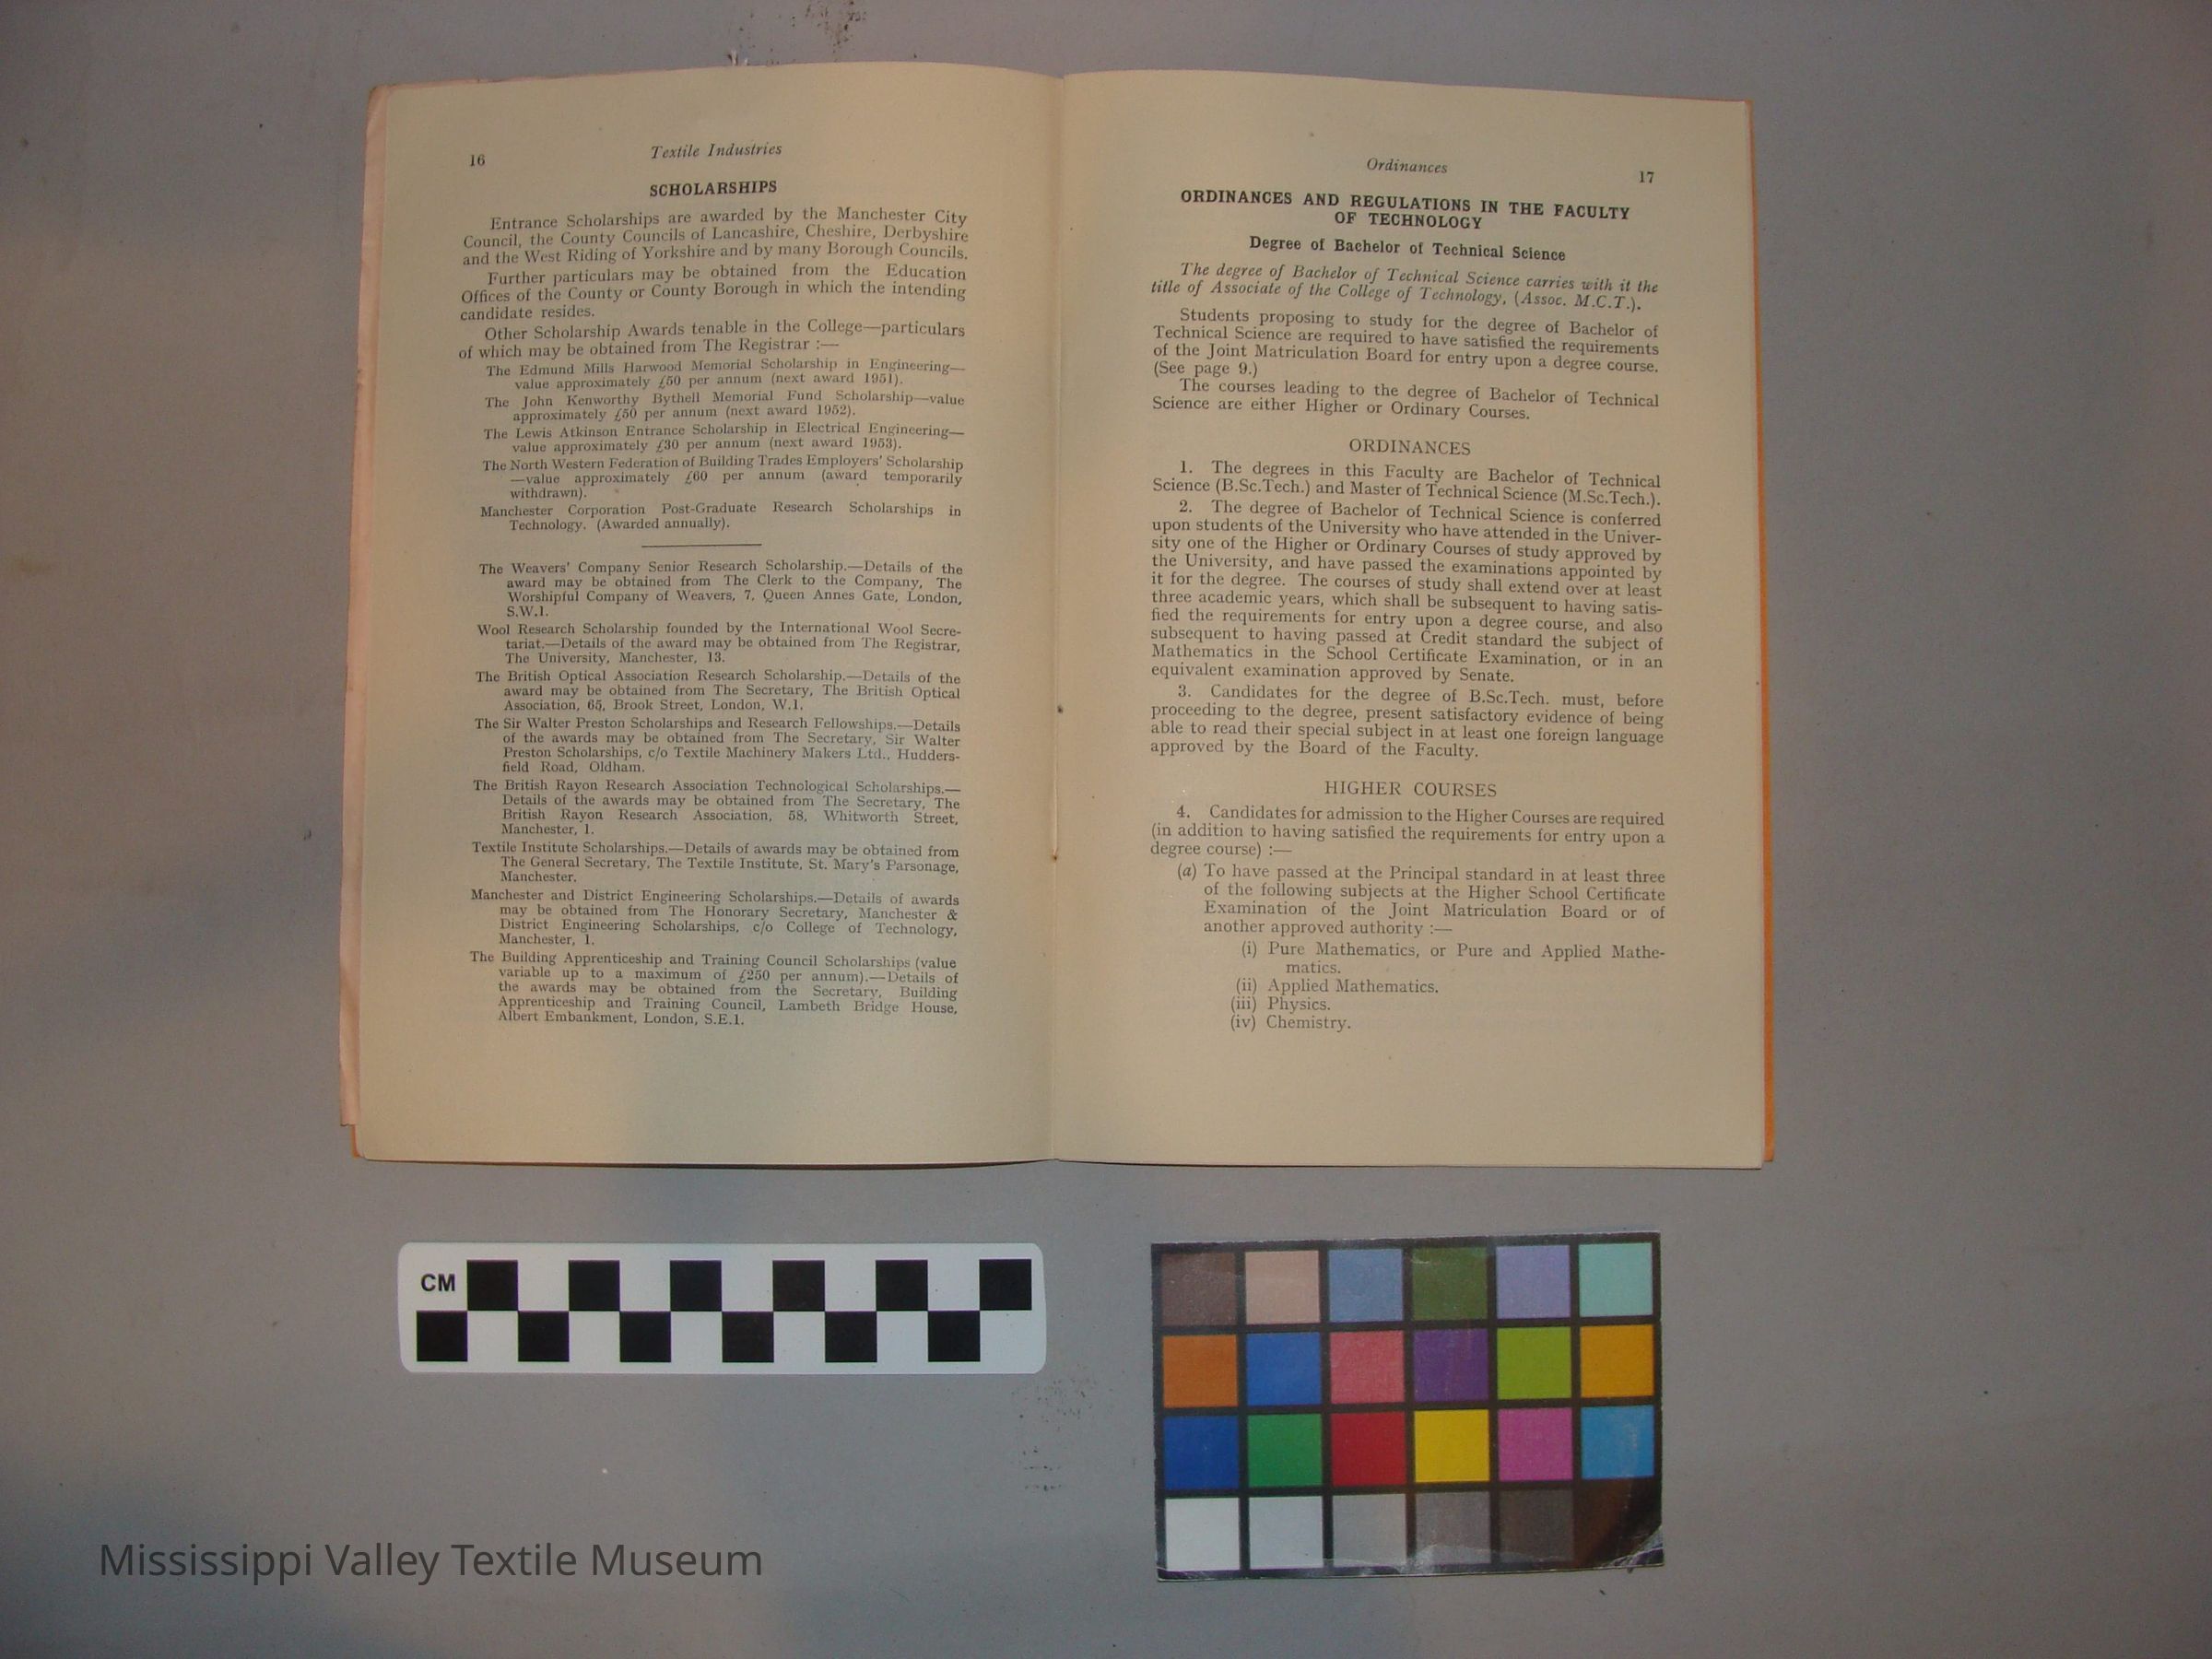 16
Textile Industries
SCHOLARSHIPS
Entrance Scholarships are awarded by the Manchester City
Council, the County Councils of Lancashire, Cheshire, Derbyshire
and the West Riding of Yorkshire and by many Borough Councils.
Further particulars may be obtained from the Education
Offices of the County or County Borough in which the intending
candidate resides.
Other Scholarship Awards tenable in the College—particulars
of which may be obtained from The Registrar :—
The Edmund Mills Harwood Memorial Scholarship in Engineering—
value approximately £50 per annum (next award 1951).
The John Kenworthy Bythell Memorial Fund Scholarship—value
approximately £50 per annum (next award 1952).
The Lewis Atkinson Entrance Scholarship in Electrical Engineering—
value approximately £30 per annum (next award 1953).
The North Western Federation of Building Trades Employers' Scholarship
—value approximately £60 per annum (award temporarily
withdrawn).
Manchester Corporation Post-Graduate Research Scholarships in
Technology. (Awarded annually).
The Weavers' Company Senior Research Scholarship.—Details of the
award may be obtained from The Clerk to the Company, The
Worshipful Company of Weavers, 7, Queen Annes Gate, London,
S.W.1.
Wool Research Scholarship founded by the International Wool Secre-
tariat.—Details of the award may be obtained from The Registrar,
The University, Manchester, 13.
The British Optical Association Research Scholarship.—Details of the
award may be obtained from The Secretary, The British Optical
Association, 65, Brook Street, London, W.1.
The Sir Walter Preston Scholarships and Research Fellowships.—Details
of the awards may be obtained from The Secretary, Sir Walter
Preston Scholarships, c/o Textile Machinery Makers Ltd., Hudders-
field Road, Oldham.
The British Rayon Research Association Technological Scholarships.—
Details of the awards may be obtained from The Secretary, The
British Rayon Research Association, 58, Whitworth Street,
Manchester, 1.
Textile Institute Scholarships.—Details of awards may be obtained from
The General Secretary, The Textile Institute, St. Mary's Parsonage,
Manchester.
Manchester and District Engineering Scholarships.—Details of awards
may be obtained from The Honorary Secretary, Manchester &
District Engineering Scholarships, c/o College of Technology,
Manchester, 1.
The Building Apprenticeship and Training Council Scholarships (value
variable up to a maximum of £250 per annum).—Details of
the awards may be obtained from the Secretary, Building
Apprenticeship and Training Council, Lambeth Bridge House,
Albert Embankment, London, S.E.1.
Ordinances
17
ORDINANCES AND REGULATIONS IN THE FACULTY
OF TECHNOLOGY
Degree of Bachelor of Technical Science
The degree of Bachelor of Technical Science carries with it the
title of Associate of the College of Technology, (Assoc. M.C.T.).
Students proposing to study for the degree of Bachelor of
Technical Science are required to have satisfied the requirements
of the Joint Matriculation Board for entry upon a degree course.
(See page 9.)
The courses leading to the degree of Bachelor of Technical
Science are either Higher or Ordinary Courses.
ORDINANCES
1. The degrees in this Faculty are Bachelor of Technical
Science (B.Sc.Tech.) and Master of Technical Science (M.Sc.Tech.).
2. The degree of Bachelor of Technical Science is conferred
upon students of the University who have attended in the Univer-
sity one of the Higher or Ordinary Courses of study approved by
the University, and have passed the examinations appointed by
it for the degree. The courses of study shall extend over at least
three academic years, which shall be subsequent to having satis-
fied the requirements for entry upon a degree course, and also
subsequent to having passed at Credit standard the subject of
Mathematics in the School Certificate Examination, or in an
equivalent examination approved by Senate.
3. Candidates for the degree of B.Sc.Tech. must, before
proceeding to the degree, present satisfactory evidence of being
able to read their special subject in at least one foreign language
approved by the Board of the Faculty.
HIGHER COURSES
4. Candidates for admission to the Higher Courses are required
(in addition to having satisfied the requirements for entry upon a
degree course) :—
(a) To have passed at the Principal standard in at least three
of the following subjects at the Higher School Certificate
Examination of the Joint Matriculation Board or of
another approved authority :—
(i) Pure Mathematics, or Pure and Applied Mathe-
matics.
(ii) Applied Mathematics.
(iii) Physics.
(iv) Chemistry.
CM
Mississippi Valley Textile Museum